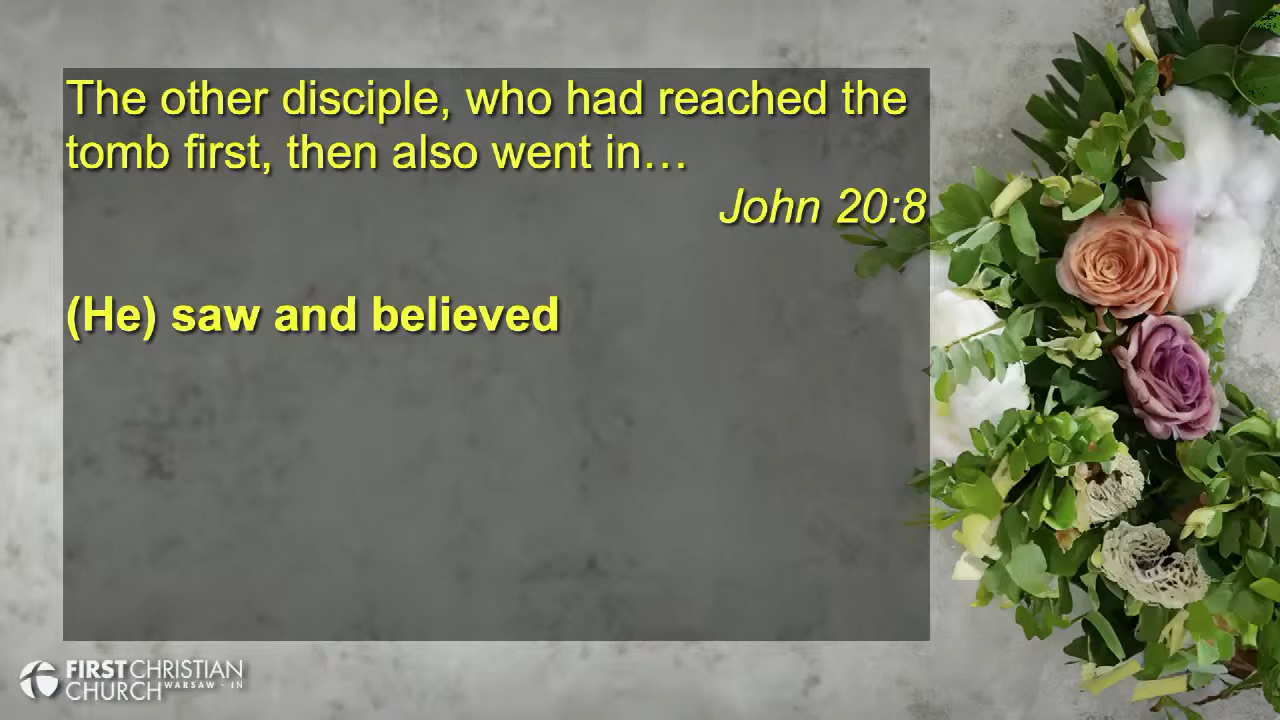 The other disciple, who had reached the
tomb first, then also went in…
John 20:8
(He) saw and believed
FIRST CHRISTIAN
CHURCH WARSAW · IN